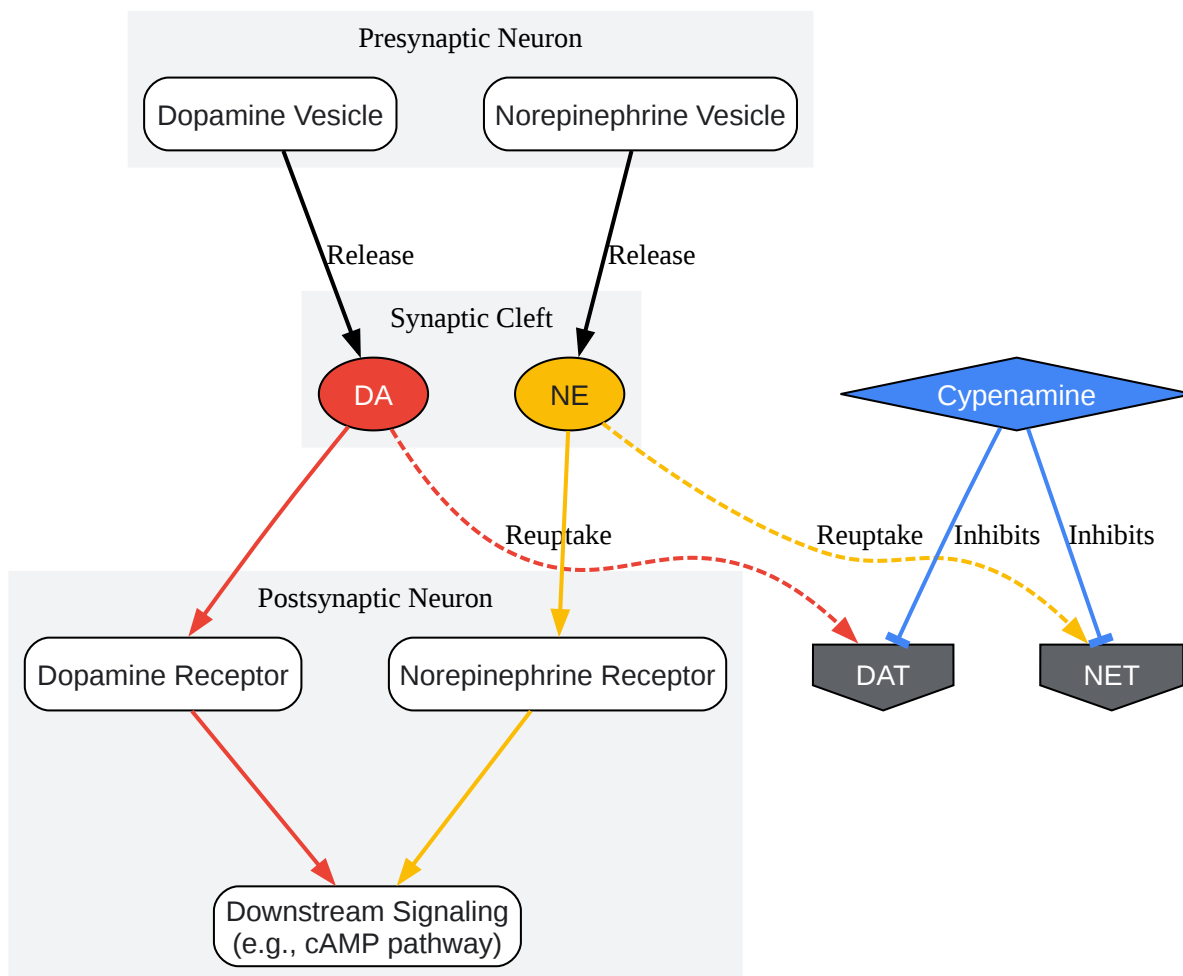 Presynaptic Neuron
Dopamine Vesicle
Norepinephrine Vesicle
Release
Release
Synaptic Cleft
DA
NE
Cypenamine
Reuptake
Reuptake
Inhibits
Inhibits
Postsynaptic Neuron
Dopamine Receptor
Norepinephrine Receptor
DAT
NET
Downstream Signaling
(e.g., cAMP pathway)